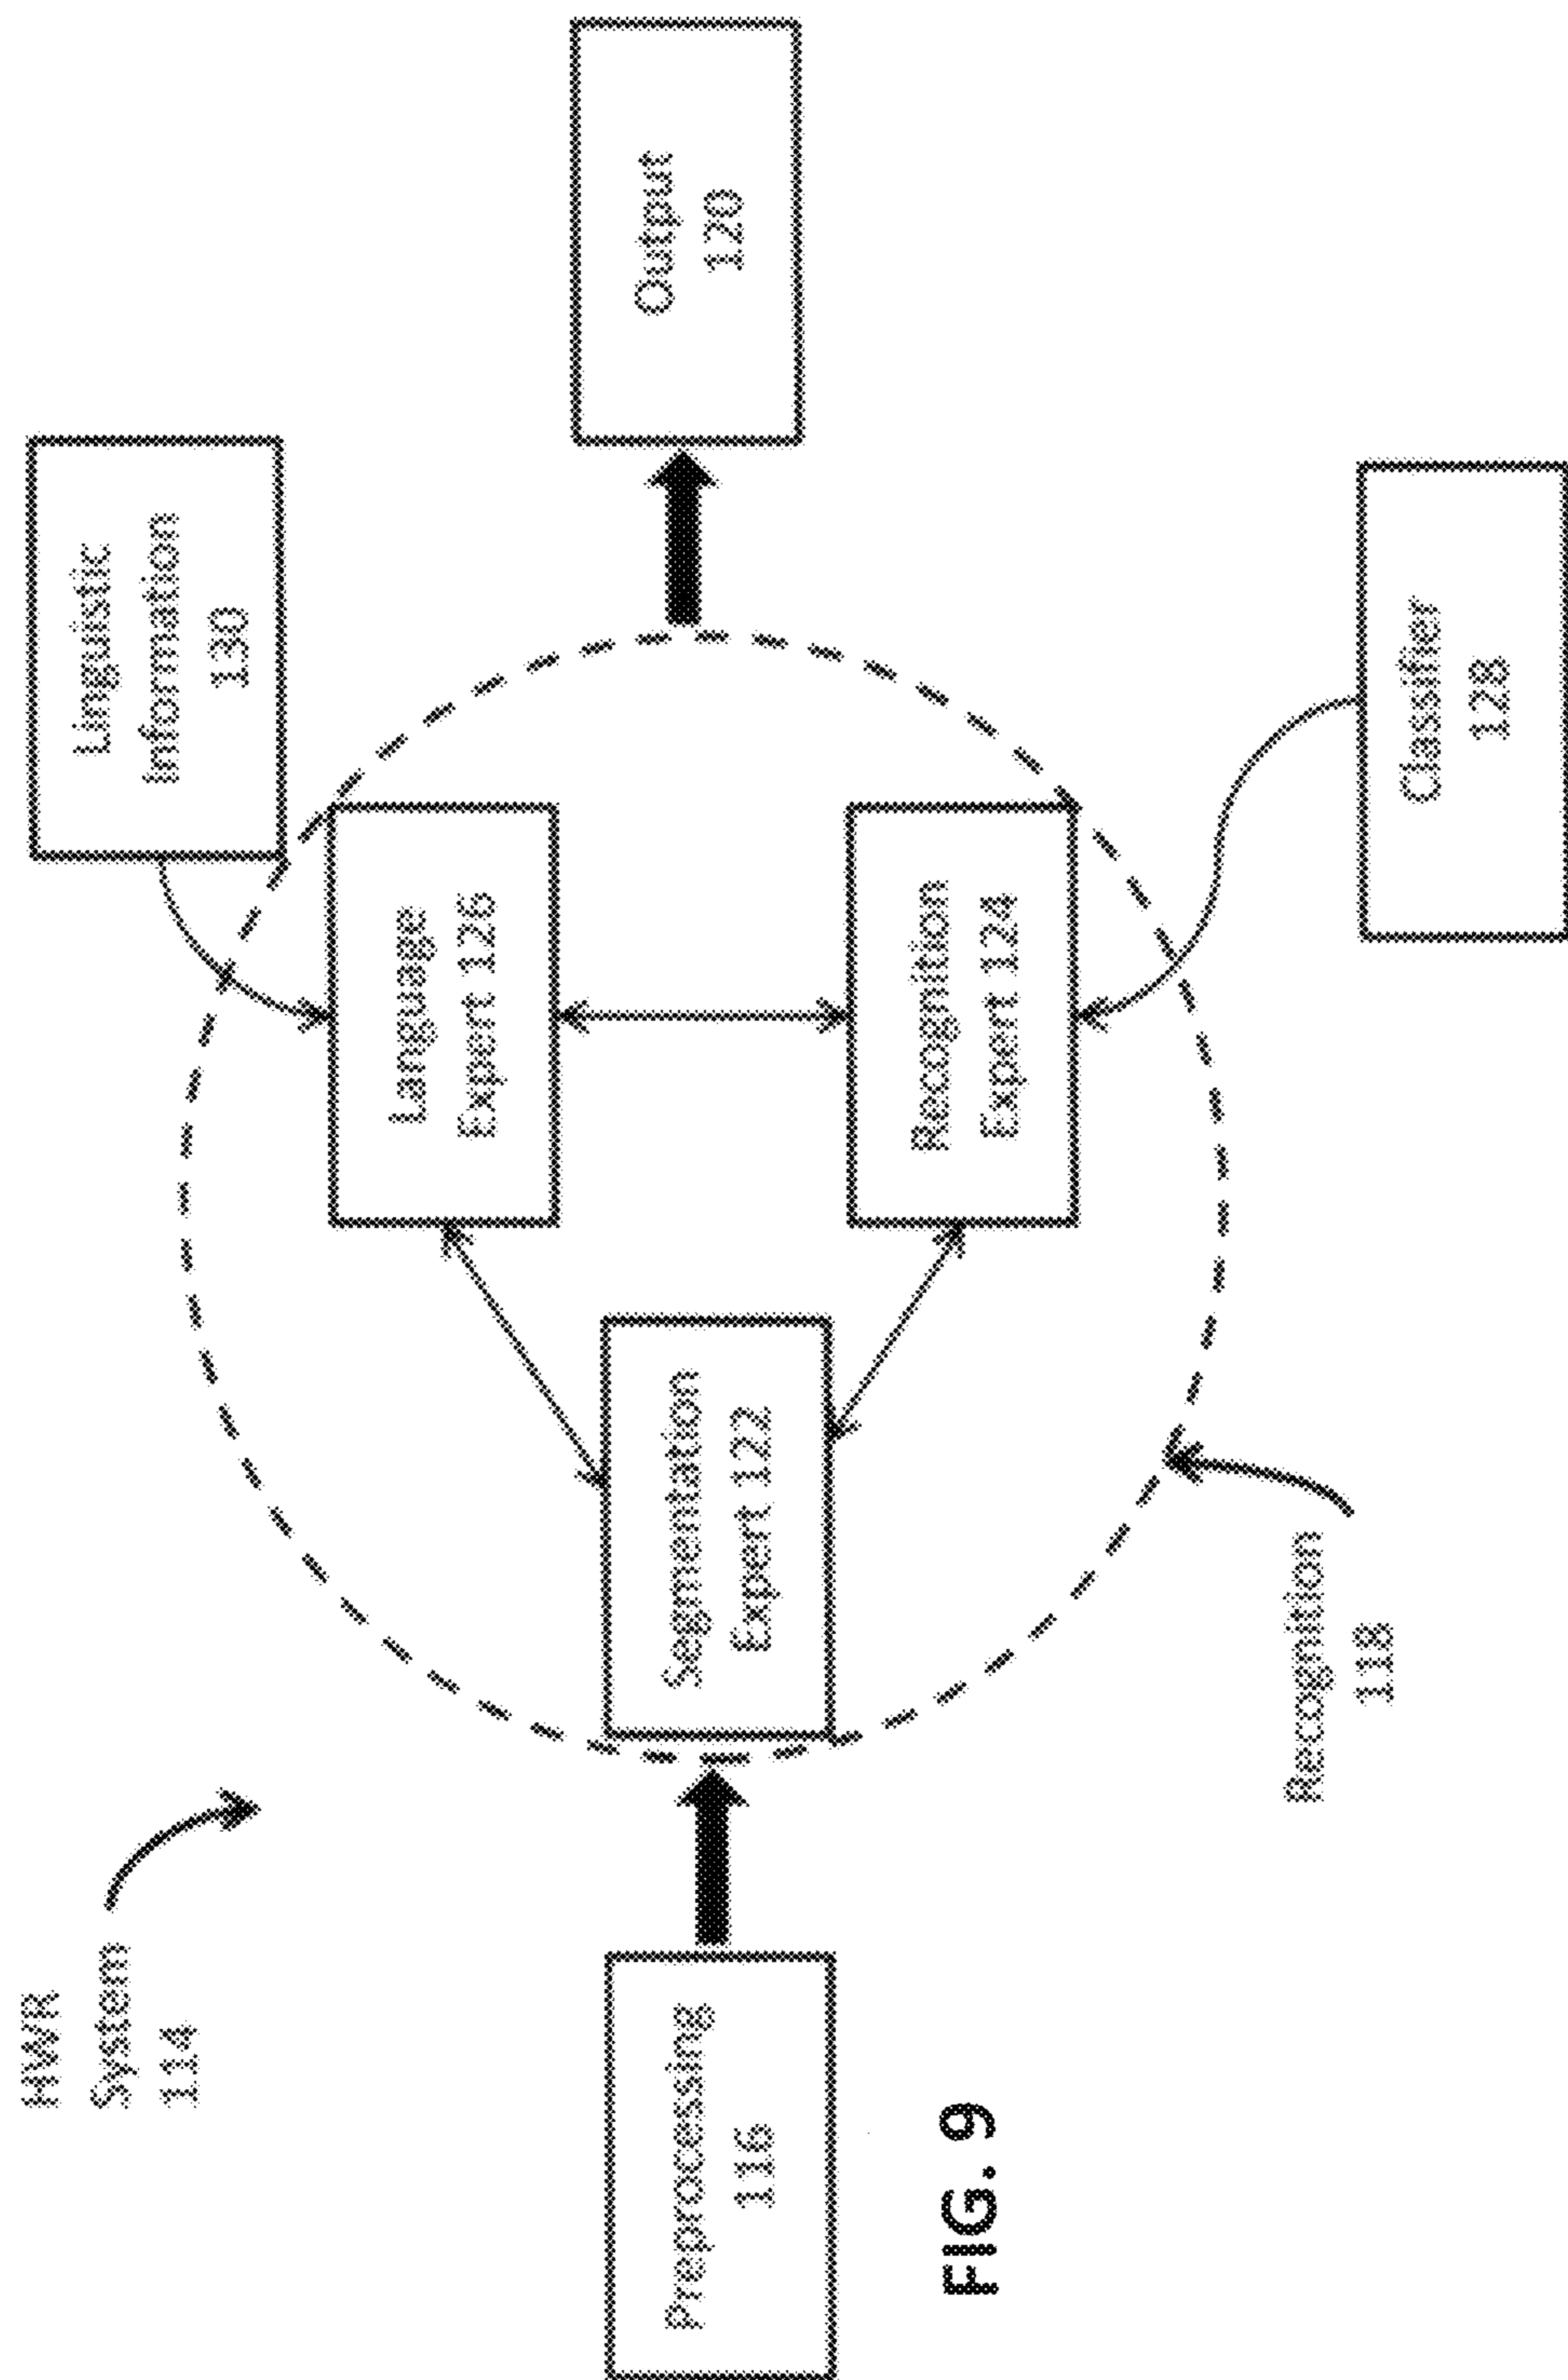 HWR
System
114
Preprocessing
116
Segmentation
Expert 122
Language
Expert 126
Recognition
Expert 124
Linguistic
Information
130
Classifier
128
Output
120
Recognition
118
FIG. 9